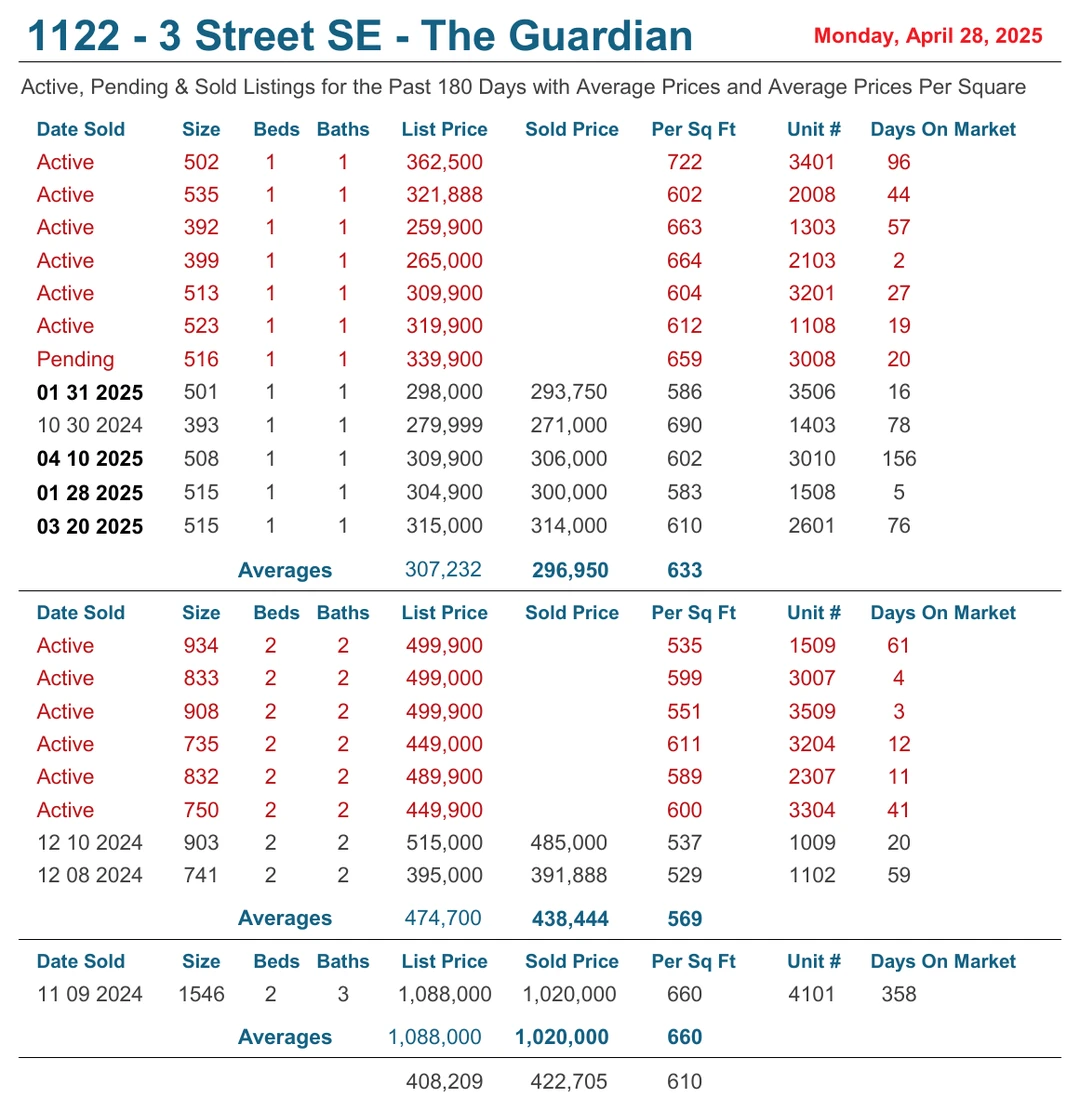 1122 - 3 Street SE - The Guardian Monday, April 28, 2025
Active, Pending & Sold Listings for the Past 180 Days with Average Prices and Average Prices Per Square
Date Sold Size Beds Baths List Price Sold Price Per Sq Ft Unit # Days On Market
Active 502 1 1 362,500 722 3401 96
Active 535 1 1 321,888 602 2008 44
Active 392 1 1 259,900 663 1303 57
Active 399 1 1 265,000 664 2103 2
Active 513 1 1 309,900 604 3201 27
Active 523 1 1 319,900 612 1108 19
Pending 516 1 1 339,900 659 3008 20
01 31 2025 501 1 1 298,000 293,750 586 3506 16
10 30 2024 393 1 1 279,999 271,000 690 1403 78
04 10 2025 508 1 1 309,900 306,000 602 3010 156
01 28 2025 515 1 1 304,900 300,000 583 1508 5
03 20 2025 515 1 1 315,000 314,000 610 2601 76
Averages 307,232 296,950 633
Date Sold Size Beds Baths List Price Sold Price Per Sq Ft Unit # Days On Market
Active 934 2 2 499,900 535 1509 61
Active 833 2 2 499,000 599 3007 4
Active 908 2 2 499,900 551 3509 3
Active 735 2 2 449,000 611 3204 12
Active 832 2 2 489,900 589 2307 11
Active 750 2 2 449,900 600 3304 41
12 10 2024 903 2 2 515,000 485,000 537 1009 20
12 08 2024 741 2 2 395,000 391,888 529 1102 59
Averages 474,700 438,444 569
Date Sold Size Beds Baths List Price Sold Price Per Sq Ft Unit # Days On Market
11 09 2024 1546 2 3 1,088,000 1,020,000 660 4101 358
Averages 1,088,000 1,020,000 660
408,209 422,705 610